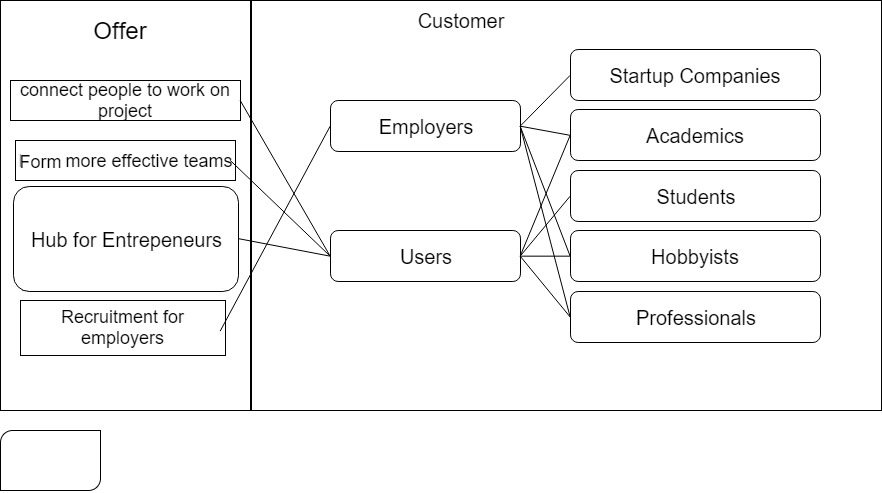 Offer
connect people to work on
project
Form more effective teams
Hub for Entrepeneurs
Recruitment for
employers
Customer
Employers
Users
Startup Companies
Academics
Students
Hobbyists
Professionals